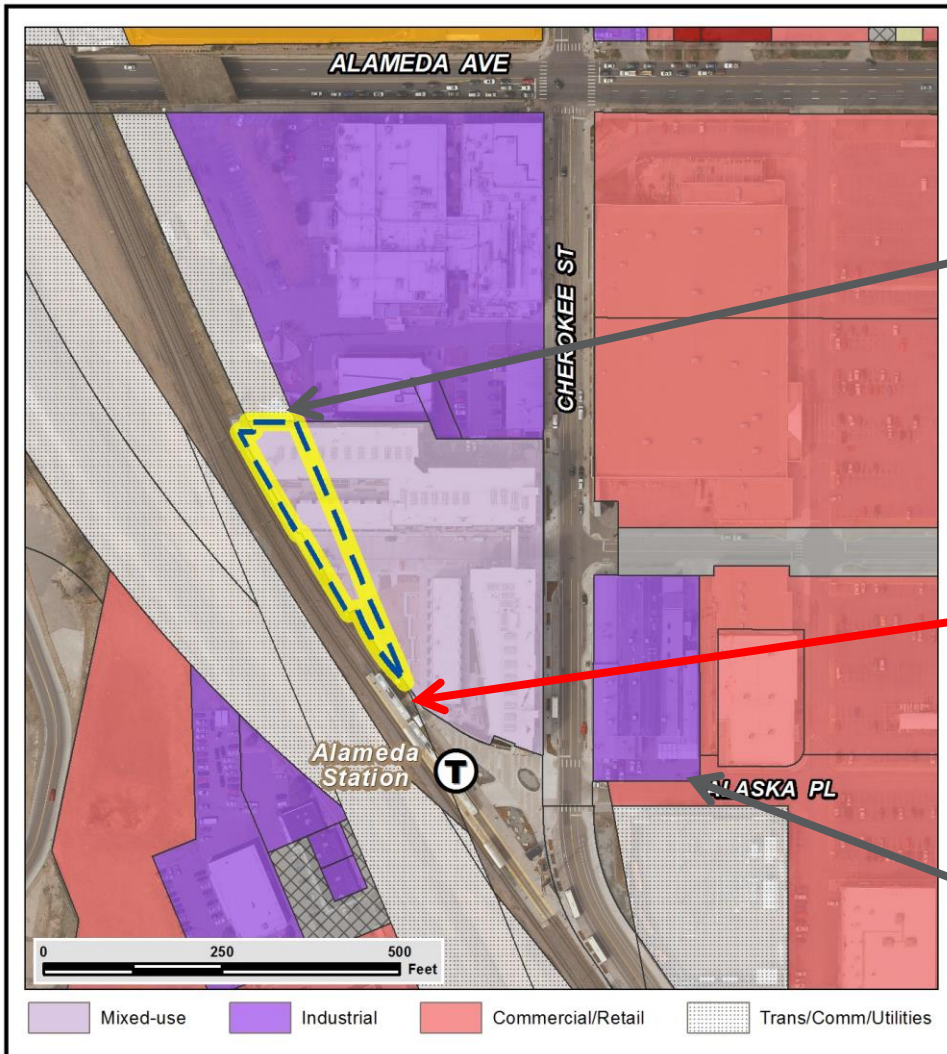 ALAMEDA AVE
CHEROKEE ST
Alameda
Station
T
ALASKA PL
0 250 500
Feet
Mixed-use
Industrial
Commercial/Retail
Trans/Comm/Utilities